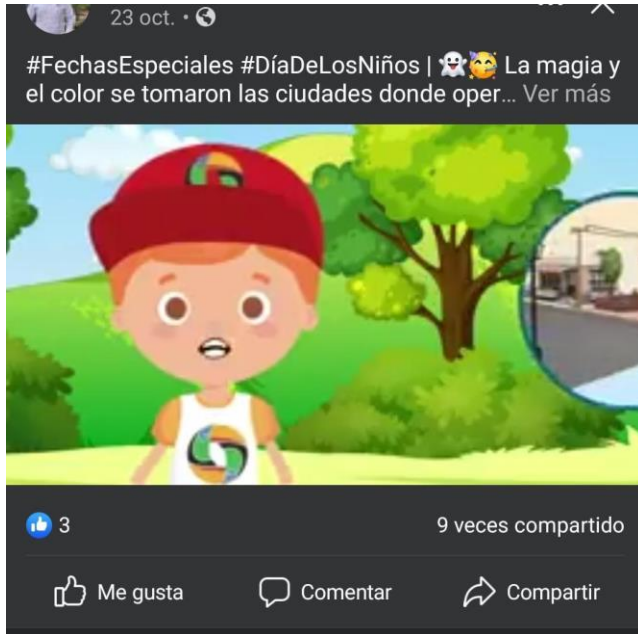 23 oct.
#FechasEspeciales #DíaDeLosNiños | 👻🥳 La magia y
el color se tomaron las ciudades donde oper... Ver más
3
9 veces compartido
Me gusta
Comentar
Compartir